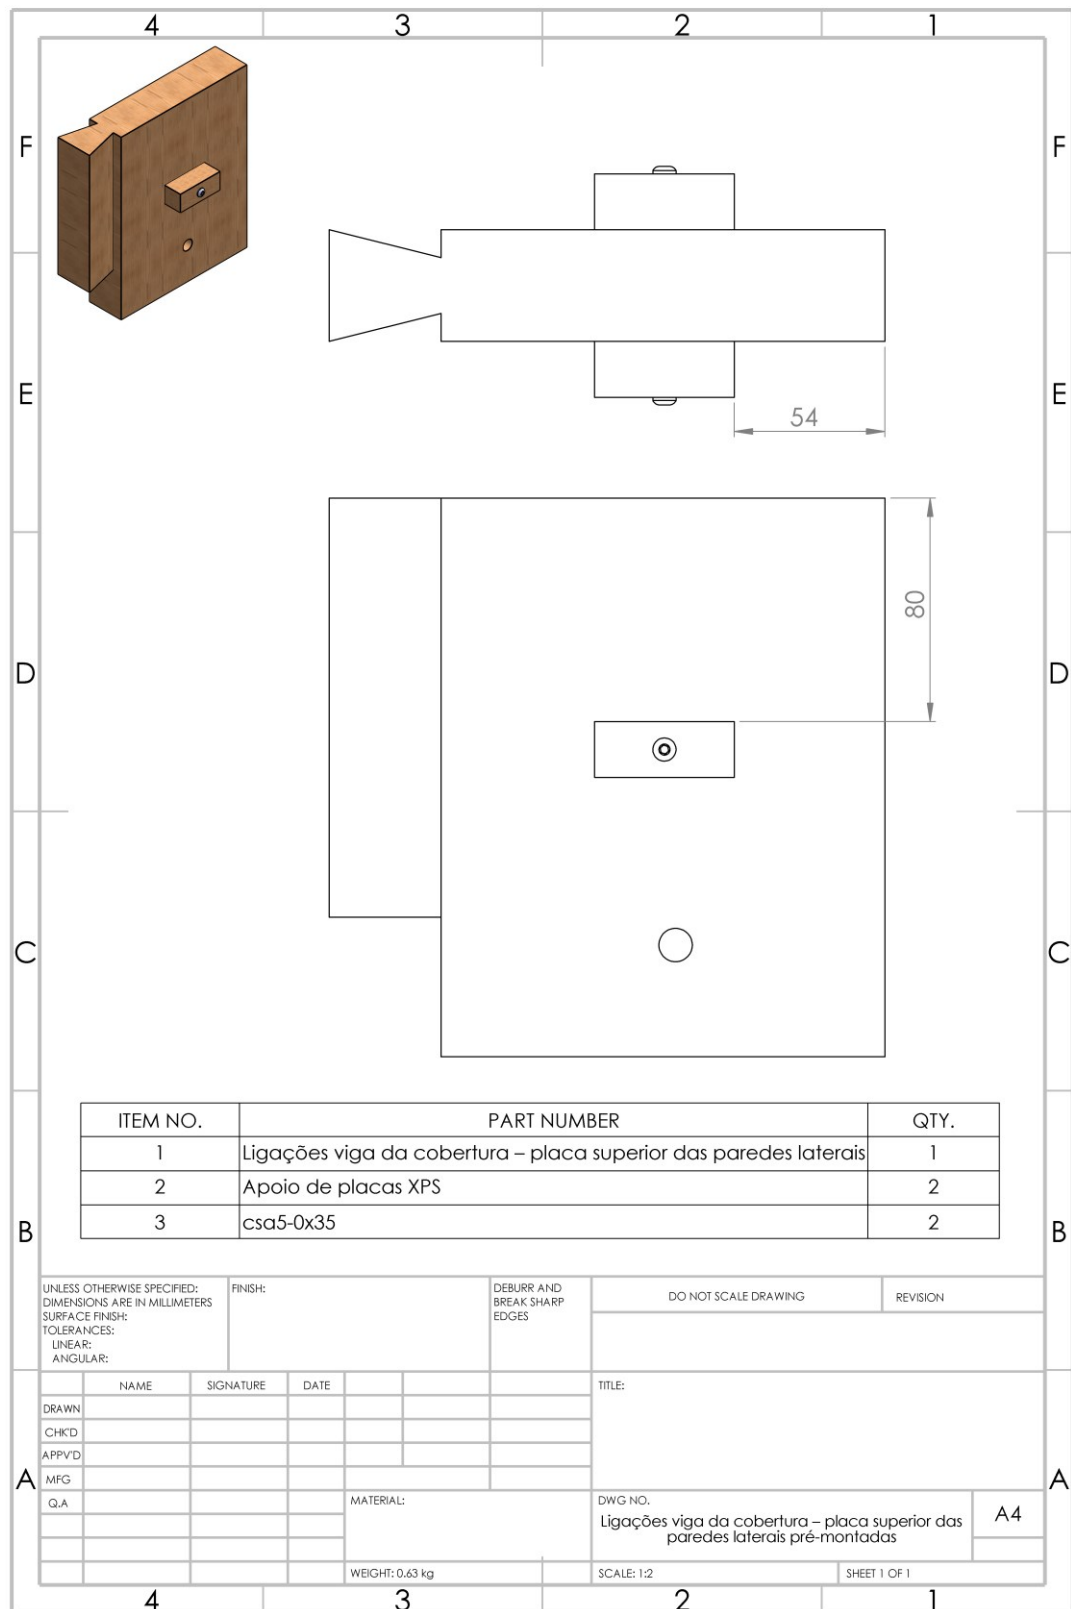 4 3 2 1
F F
E E
54
80
D D
C C
ITEM NO. PART NUMBER QTY.
1 Ligações viga da cobertura – placa superior das paredes laterais 1
2 Apoio de placas XPS 2
3 csa5-0x35 2
B B
UNLESS OTHERWISE SPECIFIED:
DIMENSIONS ARE IN MILLIMETERS
SURFACE FINISH:
TOLERANCES:
LINEAR:
ANGULAR:
FINISH:
DEBURR AND
BREAK SHARP
EDGES
DO NOT SCALE DRAWING
REVISION
NAME SIGNATURE DATE
DRAWN
CHK'D
APPV'D
MFG
Q.A
TITLE:
A A
MATERIAL:
DWG NO.
Ligações viga da cobertura – placa superior das
paredes laterais pré-montadas
A4
WEIGHT: 0.63 kg
SCALE: 1:2
SHEET 1 OF 1
4 3 2 1